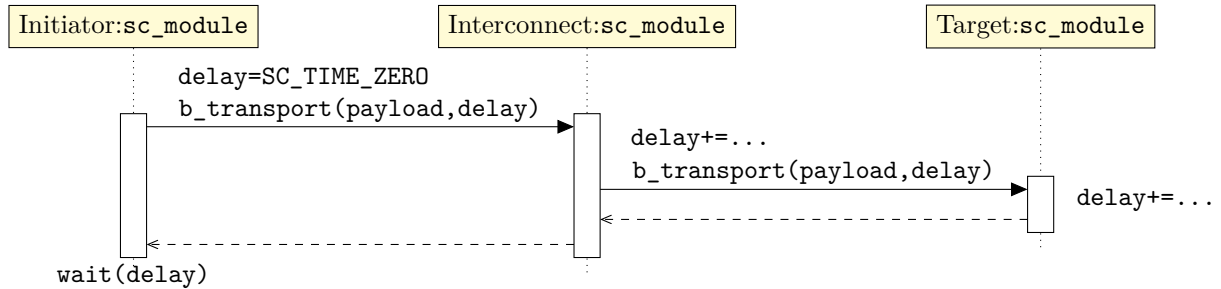 Initiator:sc_module
Interconnect:sc_module
Target:sc_module
delay=SC_TIME_ZERO
b_transport(payload,delay)
delay+=...
b_transport(payload,delay)
delay+=...
wait(delay)